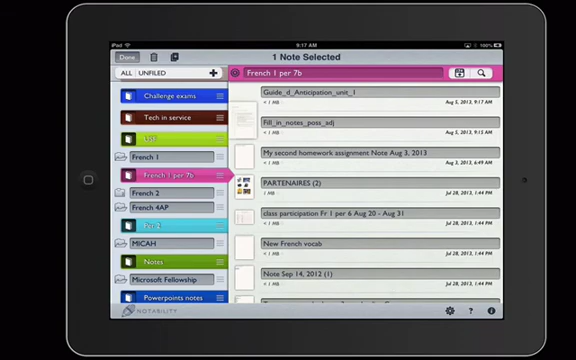 iPad
9:17 AM
100%
Done
1 Note Selected
ALL
UNFILED
+
French 1 per 7b
Challenge exams
Tech in service
French 1
French 1 per 7b
French 2
French 4AP
Per 2
MICAH
Notes
Microsoft Fellowship
Powerpoints notes
NOTABILITY
Guide_d_Anticipation_unit_1
< 1 MB
Aug 5, 2013, 9:17 AM
Fill_in_notes_poss_adj
< 1 MB
Aug 5, 2013, 9:15 AM
My second homework assignment Note Aug 3, 2013
< 1 MB
Aug 3, 2013, 6:49 AM
PARTENAIRES (2)
1 MB
Jul 28, 2013, 1:44 PM
class participation Fr 1 per 6 Aug 20 - Aug 31
< 1 MB
Jul 28, 2013, 1:44 PM
New French vocab
< 1 MB
Jul 28, 2013, 1:44 PM
Note Sep 14, 2012 (1)
< 1 MB
Jul 28, 2013, 1:44 PM
?